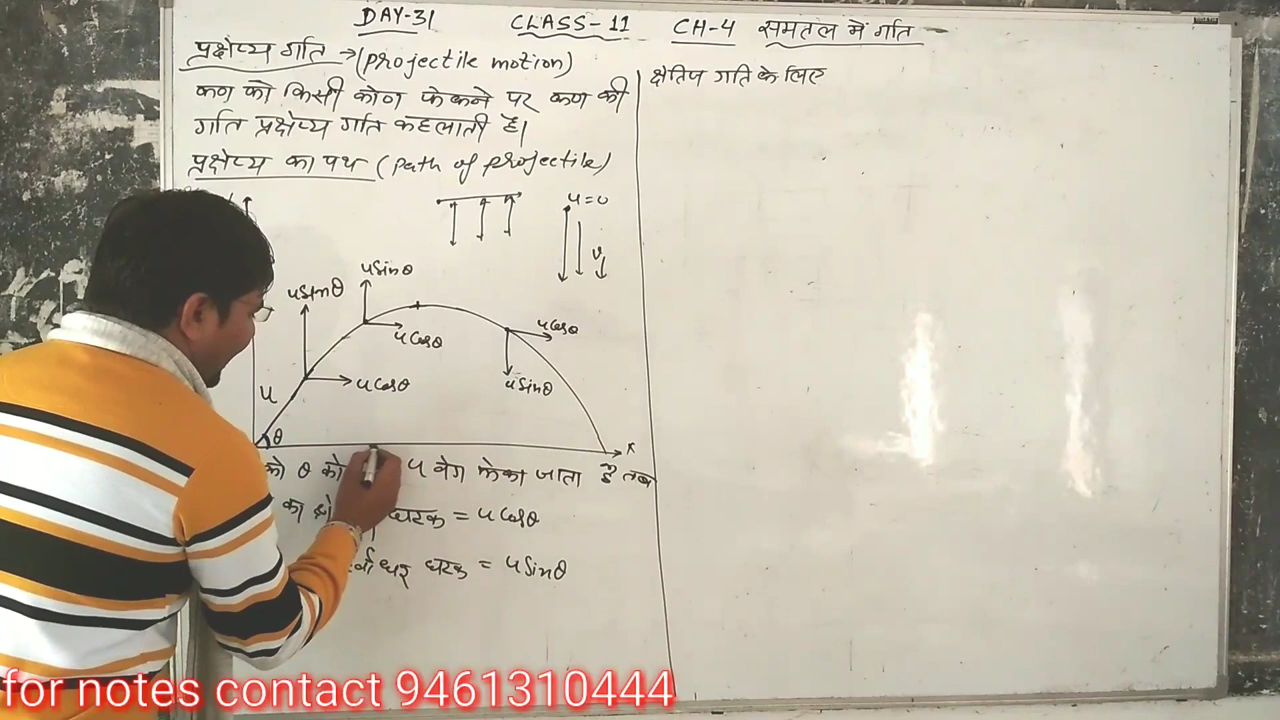 DAY-31 CLASS-11 CH-4 समतल में गति
प्रक्षेप्य गति → (projectile motion)
कण को किसी कोण फेकने पर कण की
गति प्रक्षेप्य गति कहलाती है।
प्रक्षेप्य का पथ (Path of projectile)
u=0
v
usinθ
usinθ
ucosθ
ucosθ
ucosθ
usinθ
u
θ
x
को θ को u वेग फेका जाता है तब
का घटक = ucosθ
घटक = usinθ
क्षैतिज गति के लिए
for notes contact 9461310444